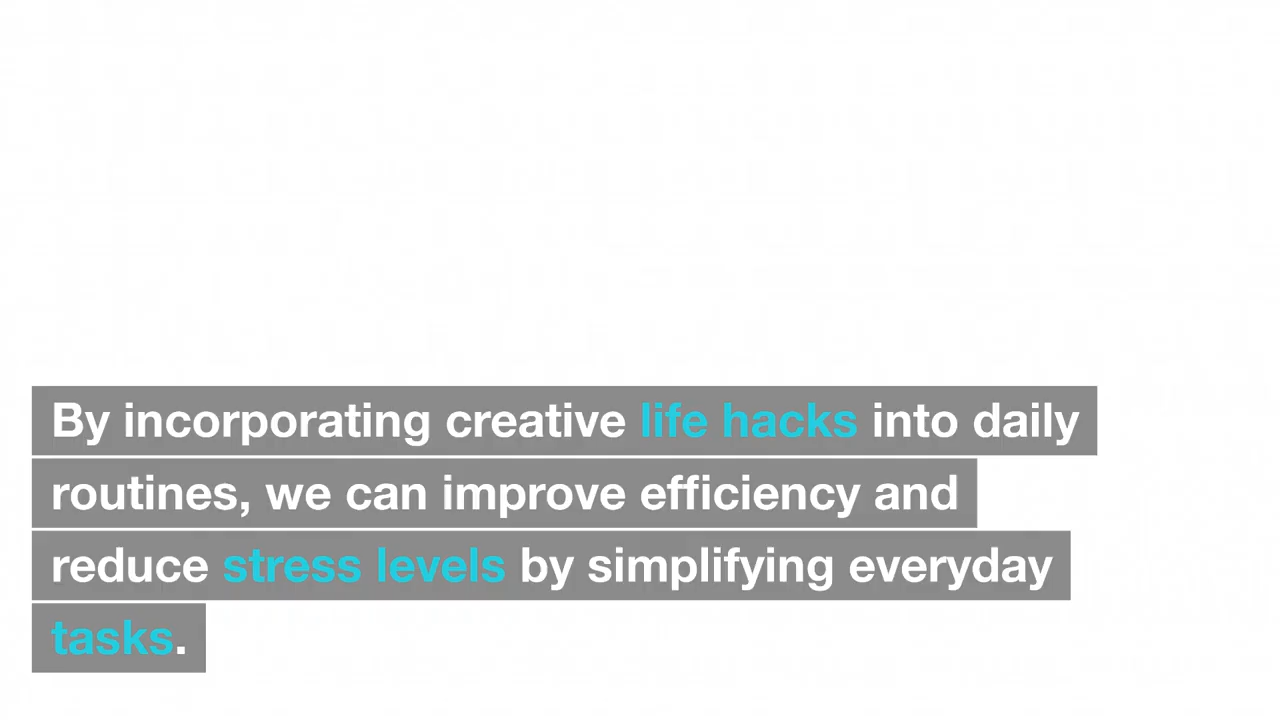 By incorporating creative life hacks into daily
routines, we can improve efficiency and
reduce stress levels by simplifying everyday
tasks.